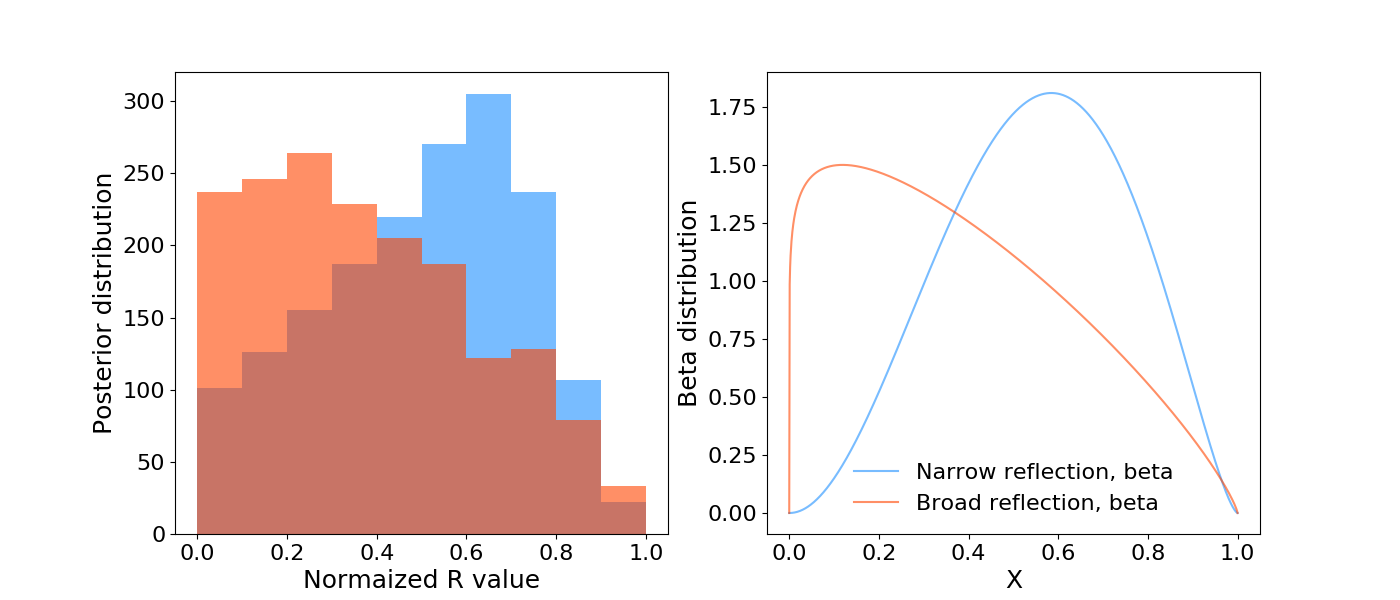 Posterior distribution
300
250
200
150
100
50
0
0.0 0.2 0.4 0.6 0.8 1.0
Normaized R value
Beta distribution
1.75
1.50
1.25
1.00
0.75
0.50
0.25
0.00
Narrow reflection, beta
Broad reflection, beta
0.0 0.2 0.4 0.6 0.8 1.0
X